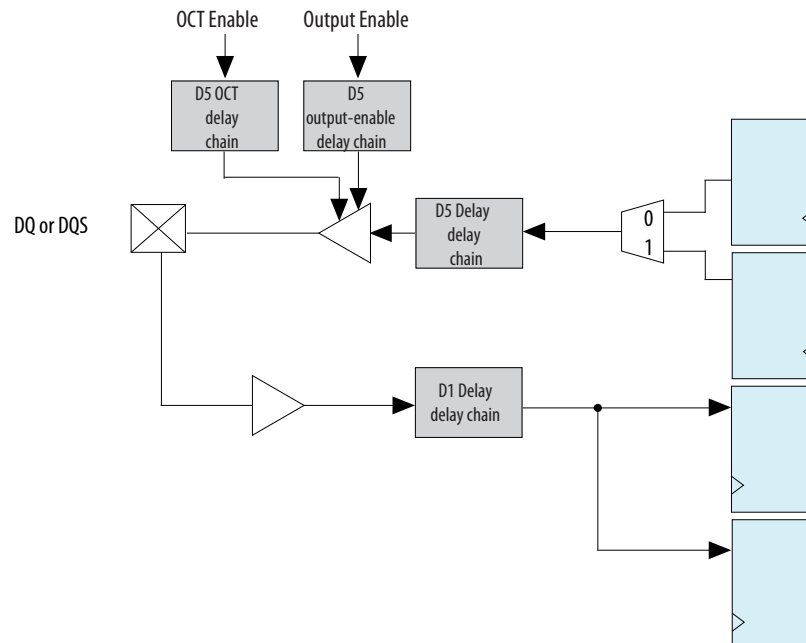 OCT Enable
Output Enable
D5 OCT
delay
chain
D5
output-enable
delay chain
DQ or DQS
D5 Delay
delay
chain
0
1
D1 Delay
delay chain